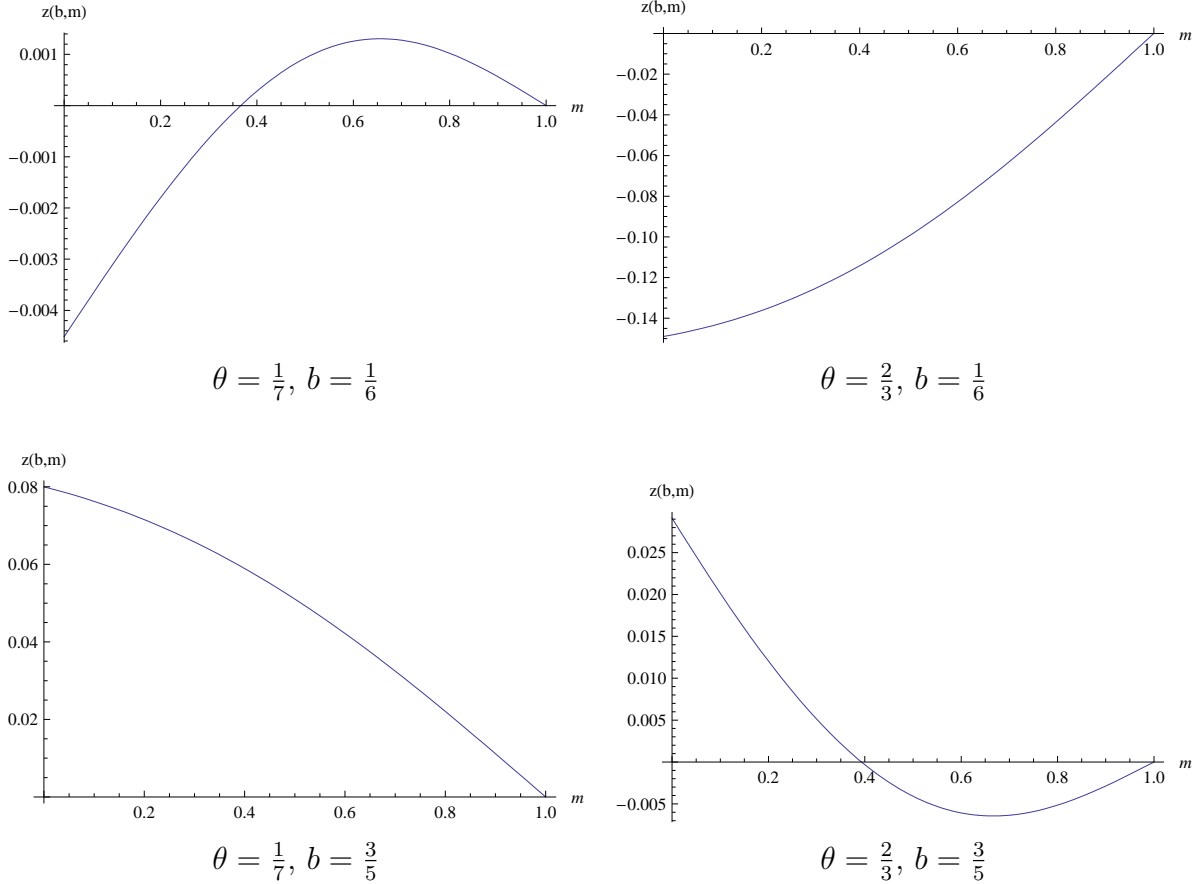 z(b,m)
0.001
−0.001
−0.002
−0.003
−0.004
0.2 0.4 0.6 0.8 1.0 m
θ = 1/7, b = 1/6
z(b,m)
0.2 0.4 0.6 0.8 1.0 m
−0.02
−0.04
−0.06
−0.08
−0.10
−0.12
−0.14
θ = 2/3, b = 1/6
z(b,m)
0.08
0.06
0.04
0.02
0.2 0.4 0.6 0.8 1.0 m
θ = 1/7, b = 3/5
z(b,m)
0.025
0.020
0.015
0.010
0.005
−0.005
0.2 0.4 0.6 0.8 1.0 m
θ = 2/3, b = 3/5